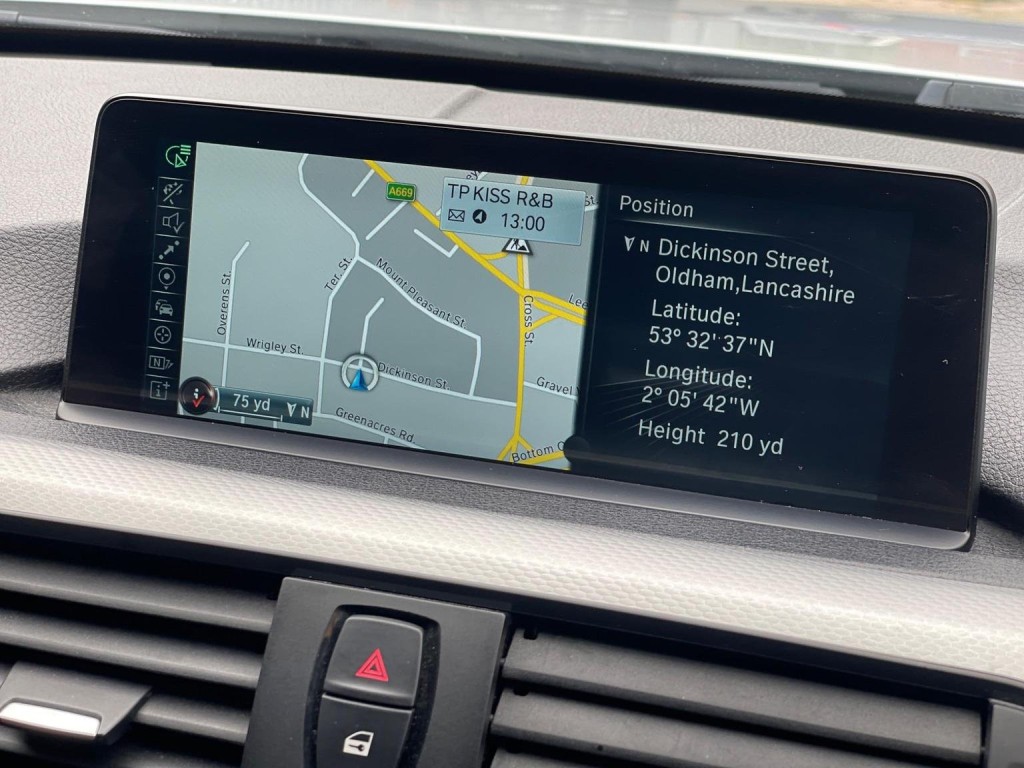 A669
TP KISS R&B
13:00
St.
Ter. St.
Mount Pleasant St.
Overens St.
Cross St.
Lee
Wrigley St.
Dickinson St.
Gravel
75 yd
N
Greenacres Rd.
Bottom
Position
N Dickinson Street,
Oldham,Lancashire
Latitude:
53° 32' 37"N
Longitude:
2° 05' 42"W
Height 210 yd